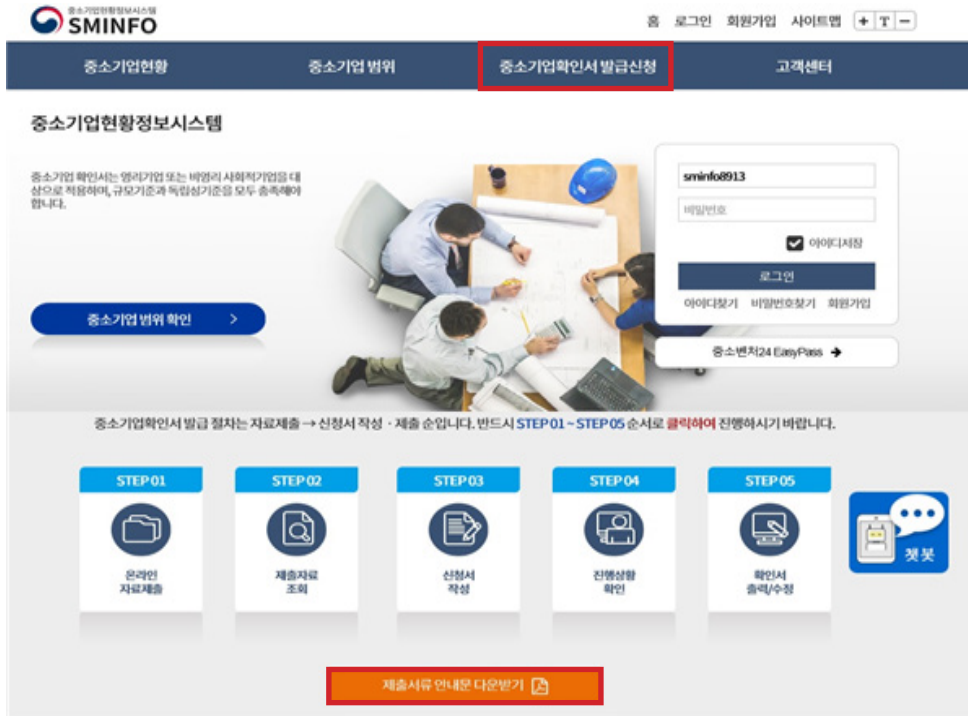 중소기업현황정보시스템
SMINFO
홈 로그인 회원가입 사이트맵 + T -
중소기업현황 중소기업 범위 중소기업확인서 발급신청 고객센터
중소기업현황정보시스템
중소기업 확인서는 영리기업 또는 비영리 사회적기업을 대
상으로 적용하며, 규모기준과 독립성기준을 모두 충족해야
합니다.
중소기업 범위 확인 >
sminfo8913
비밀번호
아이디저장
로그인
아이디찾기 비밀번호찾기 회원가입
중소벤처24 EasyPass →
중소기업확인서 발급 절차는 자료제출 → 신청서 작성 · 제출 순입니다. 반드시 STEP 01 ~ STEP 05 순서로 클릭하여 진행하시기 바랍니다.
STEP 01 STEP 02 STEP 03 STEP 04 STEP 05
온라인 제출자료 신청서 진행상황 확인서
자료제출 조회 작성 확인 출력/수정
챗봇
제출서류 안내문 다운받기